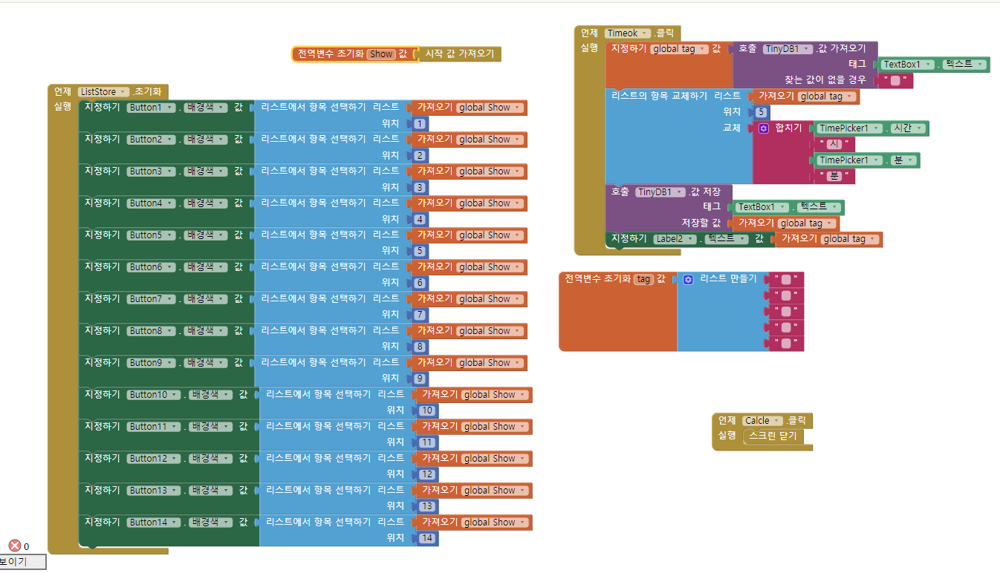 전역변수 초기화 Show 값 시작 값 가져오기
언제 ListStore .초기화
실행 지정하기 Button1 . 배경색 값 리스트에서 항목 선택하기 리스트 가져오기 global Show
위치 1
지정하기 Button2 . 배경색 값 리스트에서 항목 선택하기 리스트 가져오기 global Show
위치 2
지정하기 Button3 . 배경색 값 리스트에서 항목 선택하기 리스트 가져오기 global Show
위치 3
지정하기 Button4 . 배경색 값 리스트에서 항목 선택하기 리스트 가져오기 global Show
위치 4
지정하기 Button5 . 배경색 값 리스트에서 항목 선택하기 리스트 가져오기 global Show
위치 5
지정하기 Button6 . 배경색 값 리스트에서 항목 선택하기 리스트 가져오기 global Show
위치 6
지정하기 Button7 . 배경색 값 리스트에서 항목 선택하기 리스트 가져오기 global Show
위치 7
지정하기 Button8 . 배경색 값 리스트에서 항목 선택하기 리스트 가져오기 global Show
위치 8
지정하기 Button9 . 배경색 값 리스트에서 항목 선택하기 리스트 가져오기 global Show
위치 9
지정하기 Button10 . 배경색 값 리스트에서 항목 선택하기 리스트 가져오기 global Show
위치 10
지정하기 Button11 . 배경색 값 리스트에서 항목 선택하기 리스트 가져오기 global Show
위치 11
지정하기 Button12 . 배경색 값 리스트에서 항목 선택하기 리스트 가져오기 global Show
위치 12
지정하기 Button13 . 배경색 값 리스트에서 항목 선택하기 리스트 가져오기 global Show
위치 13
지정하기 Button14 . 배경색 값 리스트에서 항목 선택하기 리스트 가져오기 global Show
위치 14
언제 Timeok .클릭
실행 지정하기 global tag 값 호출 TinyDB1 .값 가져오기
태그 TextBox1 . 텍스트
찾는 값이 없을 경우 " "
리스트의 항목 교체하기 리스트 가져오기 global tag
위치 5
교체 합치기 TimePicker1 . 시간
" 시 "
TimePicker1 . 분
" 분 "
호출 TinyDB1 .값 저장
태그 TextBox1 . 텍스트
저장할 값 가져오기 global tag
지정하기 Label2 . 텍스트 값 가져오기 global tag
전역변수 초기화 tag 값 리스트 만들기 " "
" "
" "
" "
" "
언제 Calcle .클릭
실행 스크린 닫기
0
보이기